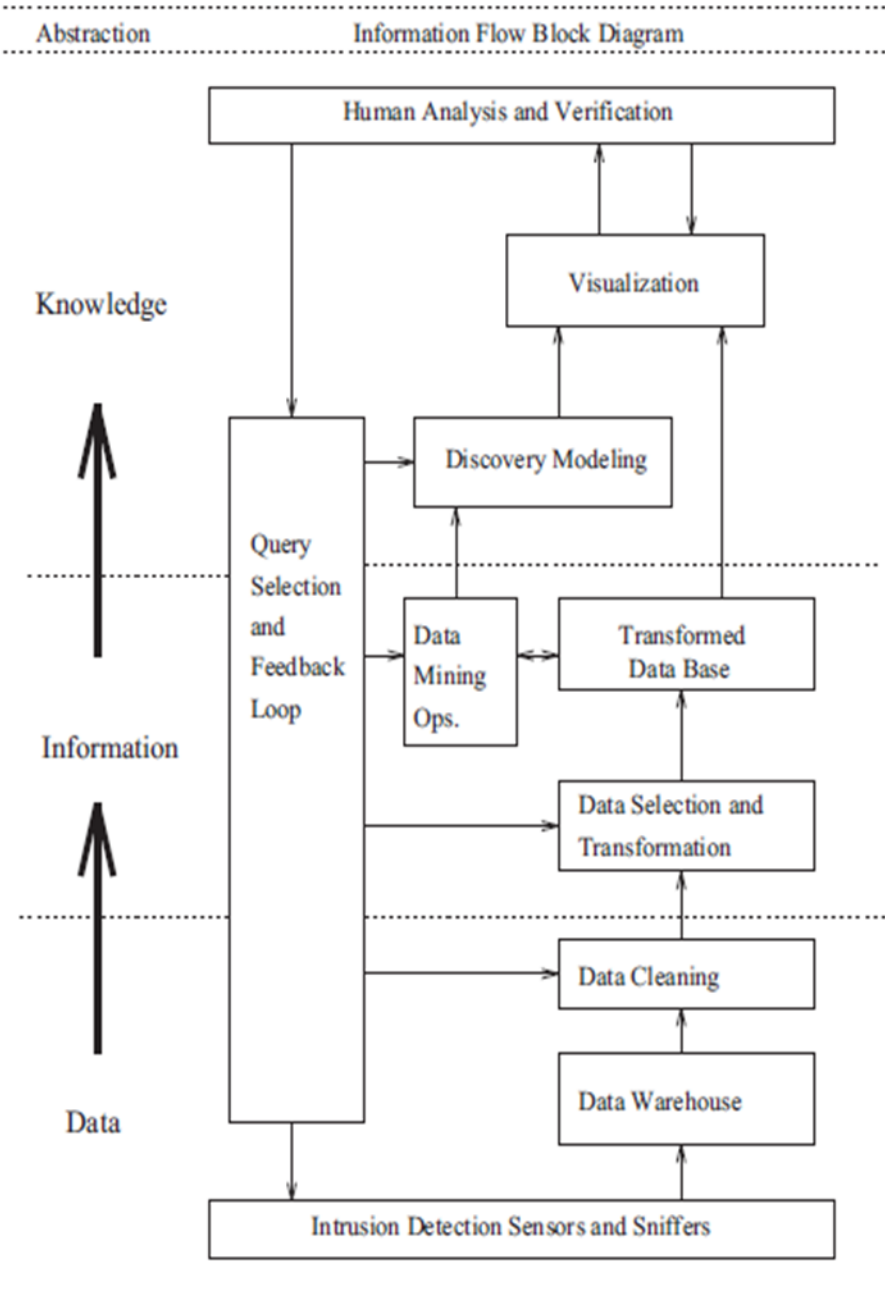 Abstraction
Information Flow Block Diagram
Human Analysis and Verification
Visualization
Knowledge
Discovery Modeling
Query
Selection
and
Feedback
Loop
Data
Mining
Ops.
Transformed
Data Base
Information
Data Selection and
Transformation
Data Cleaning
Data Warehouse
Data
Intrusion Detection Sensors and Sniffers